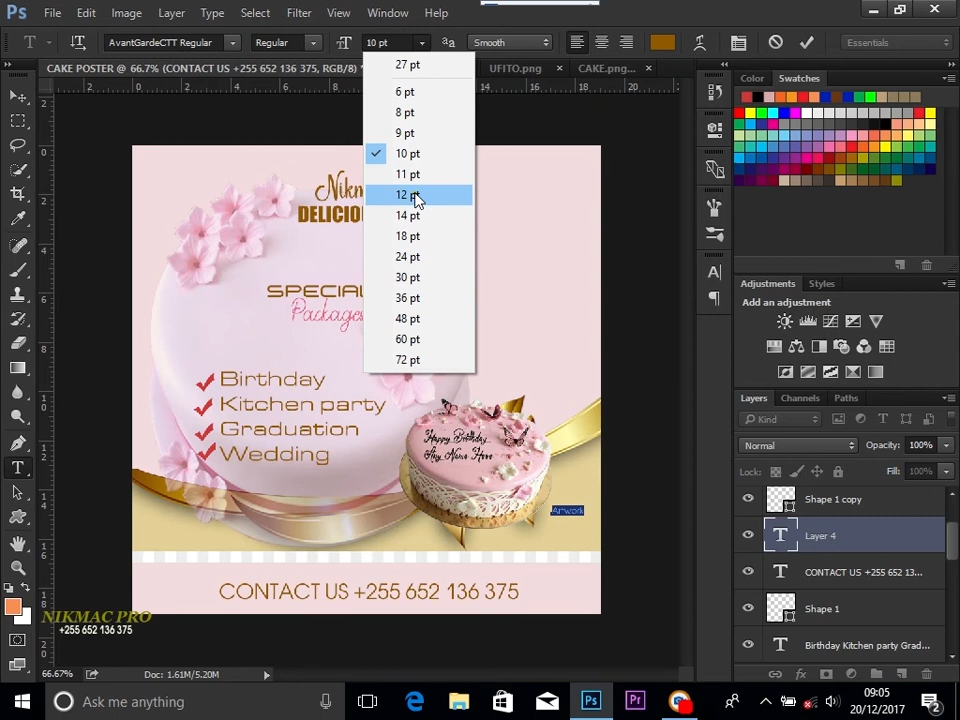 Ps File Edit Image Layer Type Select Filter View Window Help
AvantGardeCTT Regular Regular 10 pt aa Smooth Essentials
CAKE POSTER @ 66.7% (CONTACT US +255 652 136 375, RGB/8) * UFITO.png × CAKE.png... ×
27 pt
6 pt
8 pt
9 pt
10 pt
11 pt
12 pt
14 pt
18 pt
24 pt
30 pt
36 pt
48 pt
60 pt
72 pt
DELICIOU
SPECIAL
Packages
Birthday
Kitchen party
Graduation
Wedding
Happy Birthday
Any Name Here
Artwork
CONTACT US +255 652 136 375
NIKMAC PRO
+255 652 136 375
66.67% Doc: 1.61M/5.20M
Color Swatches
Adjustments Styles
Add an adjustment
Layers Channels Paths
Kind
Normal Opacity: 100%
Lock: Fill: 100%
Shape 1 copy
Layer 4
CONTACT US +255 652 13...
Shape 1
Birthday Kitchen party Grad...
Ask me anything
09:05
20/12/2017